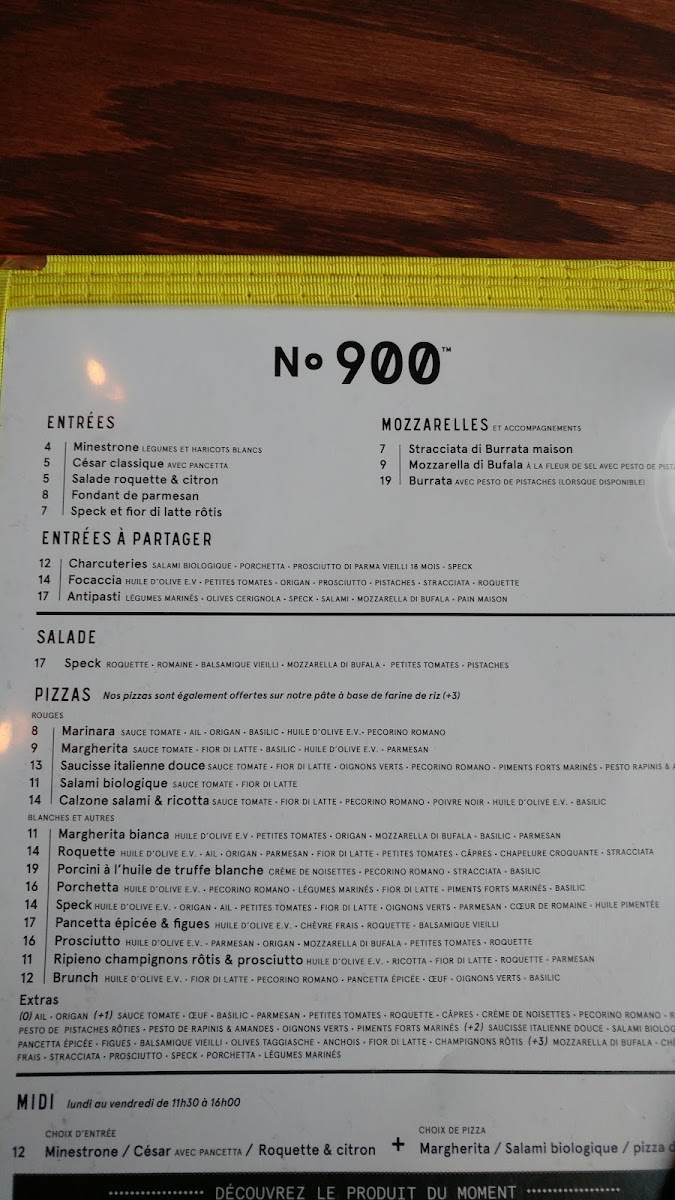 No 900™
ENTRÉES
4 Minestrone LÉGUMES ET HARICOTS BLANCS
5 César classique AVEC PANCETTA
5 Salade roquette & citron
8 Fondant de parmesan
7 Speck et fior di latte rôtis
MOZZARELLES ET ACCOMPAGNEMENTS
7 Stracciata di Burrata maison
9 Mozzarella di Bufala À LA FLEUR DE SEL AVEC PESTO DE
19 Burrata AVEC PESTO DE PISTACHES (LORSQUE DISPONIBLE)
ENTRÉES À PARTAGER
12 Charcuteries SALAMI BIOLOGIQUE • PORCHETTA • PROSCIUTTO DI PARMA VIEILLI 18 MOIS • SPECK
14 Focaccia HUILE D'OLIVE E.V • PETITES TOMATES • ORIGAN • PROSCIUTTO • PISTACHES • STRACCIATA • ROQUETTE
17 Antipasti LÉGUMES MARINÉS • OLIVES CERIGNOLA • SPECK • SALAMI • MOZZARELLA DI BUFALA • PAIN MAISON
SALADE
17 Speck ROQUETTE • ROMAINE • BALSAMIQUE VIEILLI • MOZZARELLA DI BUFALA • PETITES TOMATES • PISTACHES
PIZZAS Nos pizzas sont également offertes sur notre pâte à base de farine de riz (+3)
ROUGES
8 Marinara SAUCE TOMATE • AIL • ORIGAN • BASILIC • HUILE D'OLIVE E.V. • PECORINO ROMANO
9 Margherita SAUCE TOMATE • FIOR DI LATTE • BASILIC • HUILE D'OLIVE E.V. • PARMESAN
13 Saucisse italienne douce SAUCE TOMATE • FIOR DI LATTE • OIGNONS VERTS • PECORINO ROMANO • PIMENTS FORTS MARINÉS • PESTO RAPINIS &
11 Salami biologique SAUCE TOMATE • FIOR DI LATTE
14 Calzone salami & ricotta SAUCE TOMATE • FIOR DI LATTE • PECORINO ROMANO • POIVRE NOIR • HUILE D'OLIVE E.V. • BASILIC
BLANCHES ET AUTRES
11 Margherita bianca HUILE D'OLIVE E.V • PETITES TOMATES • ORIGAN • MOZZARELLA DI BUFALA • BASILIC • PARMESAN
14 Roquette HUILE D'OLIVE E.V. • AIL • ORIGAN • PARMESAN • FIOR DI LATTE • PETITES TOMATES • CÂPRES • CHAPELURE CROQUANTE • STRACCIATA
19 Porcini à l'huile de truffe blanche CRÈME DE NOISETTES • PECORINO ROMANO • STRACCIATA • BASILIC
16 Porchetta HUILE D'OLIVE E.V. • PECORINO ROMANO • LÉGUMES MARINÉS • FIOR DI LATTE • PIMENTS FORTS MARINÉS • BASILIC
14 Speck HUILE D'OLIVE E.V. • ORIGAN • AIL • PETITES TOMATES • FIOR DI LATTE • OIGNONS VERTS • PARMESAN • CŒUR DE ROMAINE • HUILE PIMENTÉE
17 Pancetta épicée & figues HUILE D'OLIVE E.V. • CHÈVRE FRAIS • ROQUETTE • BALSAMIQUE VIEILLI
16 Prosciutto HUILE D'OLIVE E.V. • PARMESAN • ORIGAN • MOZZARELLA DI BUFALA • PETITES TOMATES • ROQUETTE
11 Ripieno champignons rôtis & prosciutto HUILE D'OLIVE E.V. • RICOTTA • FIOR DI LATTE • ROQUETTE • PARMESAN
12 Brunch HUILE D'OLIVE E.V. • FIOR DI LATTE • PECORINO ROMANO • PANCETTA ÉPICÉE • ŒUF • OIGNONS VERTS • BASILIC
Extras
(0) AIL • ORIGAN (+1) SAUCE TOMATE • ŒUF • BASILIC • PARMESAN • PETITES TOMATES • ROQUETTE • CÂPRES • CRÈME DE NOISETTES • PECORINO ROMANO •
PESTO DE PISTACHES RÔTIES • PESTO DE RAPINIS & AMANDES • OIGNONS VERTS • PIMENTS FORTS MARINÉS (+2) SAUCISSE ITALIENNE DOUCE • SALAMI
PANCETTA ÉPICÉE • FIGUES • BALSAMIQUE VIEILLI • OLIVES TAGGIASCHE • ANCHOIS • FIOR DI LATTE • CHAMPIGNONS RÔTIS (+3) MOZZARELLA DI BUFALA •
FRAIS • STRACCIATA • PROSCIUTTO • SPECK • PORCHETTA • LÉGUMES MARINÉS
MIDI lundi au vendredi de 11h30 à 16h00
CHOIX D'ENTRÉE
12 Minestrone / César AVEC PANCETTA / Roquette & citron +
CHOIX DE PIZZA
Margherita / Salami biologique / pizza
DÉCOUVREZ LE PRODUIT DU MOMENT